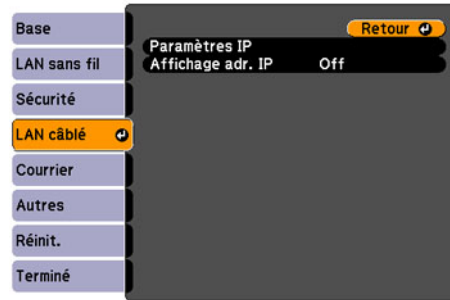 Base
LAN sans fil
Sécurité
LAN câblé
Courrier
Autres
Réinit.
Terminé
Retour
Paramètres IP
Affichage adr. IP Off